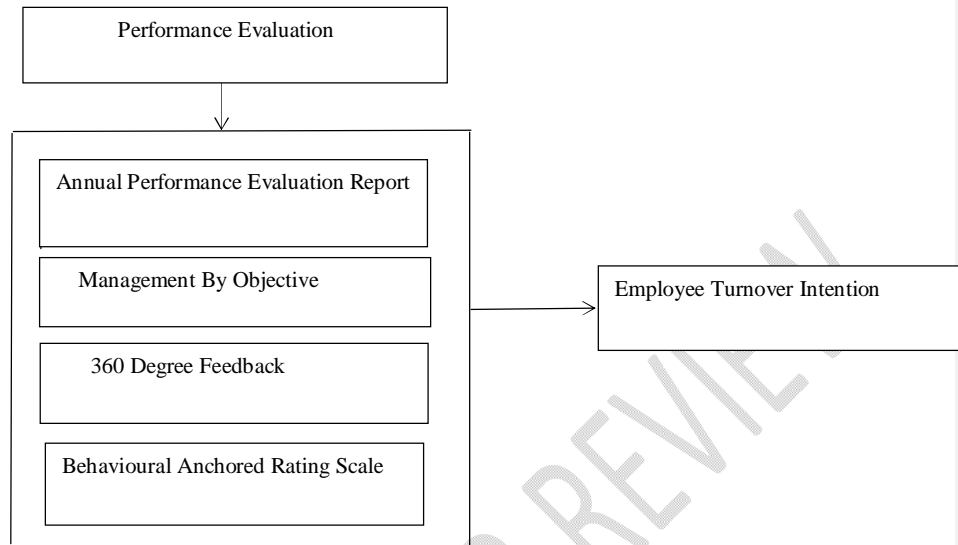 Performance Evaluation
Annual Performance Evaluation Report
Management By Objective
Employee Turnover Intention
360 Degree Feedback
Behavioural Anchored Rating Scale
R REVIEW